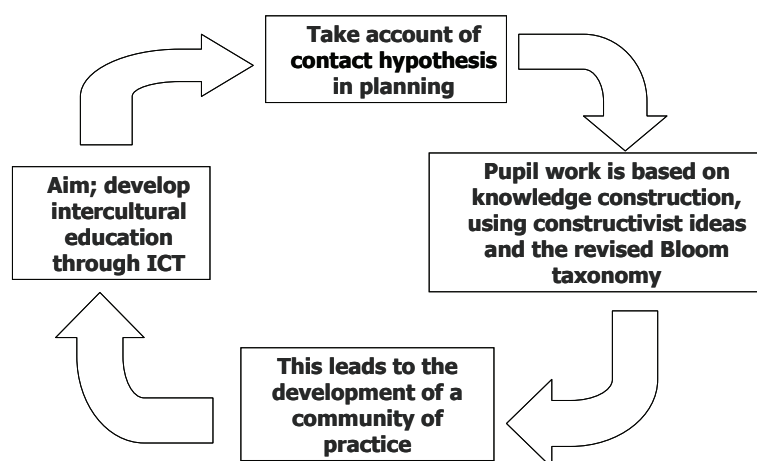 Take account of
contact hypothesis
in planning
Pupil work is based on
knowledge construction,
using constructivist ideas
and the revised Bloom
taxonomy
This leads to the
development of a
community of
practice
Aim; develop
intercultural
education
through ICT